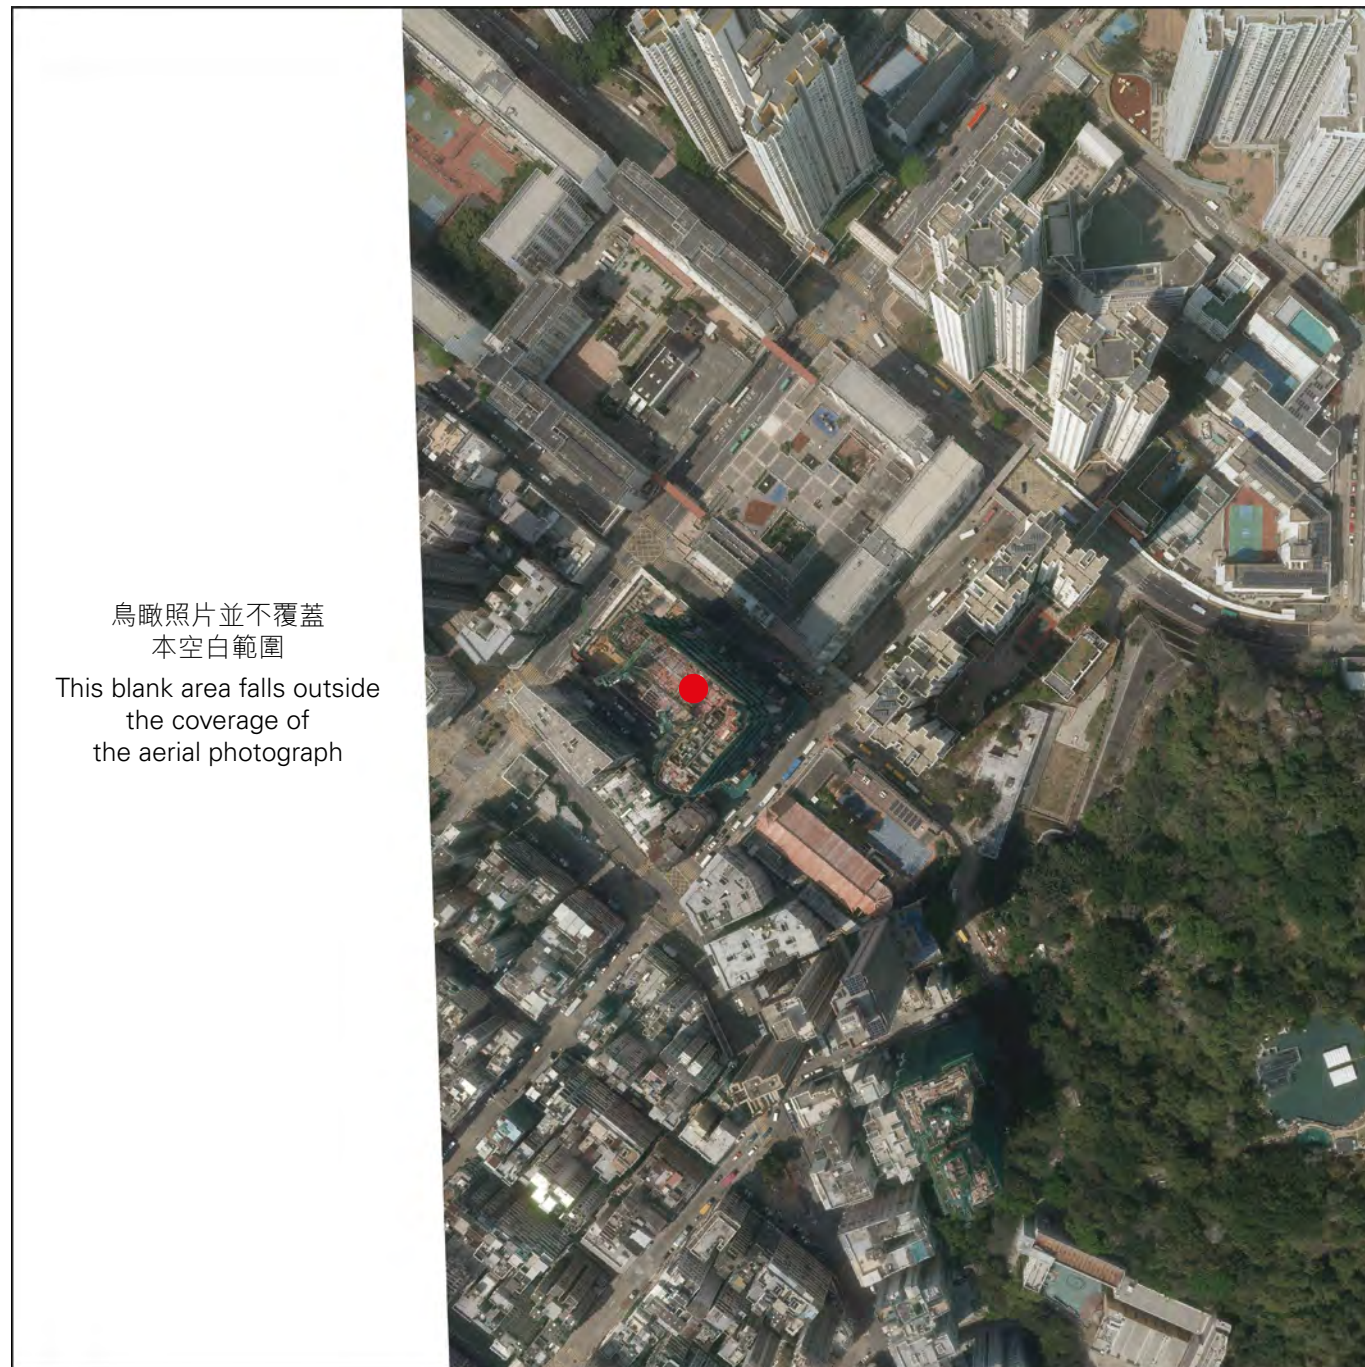 鳥瞰照片並不覆蓋
本空白範圍
This blank area falls outside
the coverage of
the aerial photograph